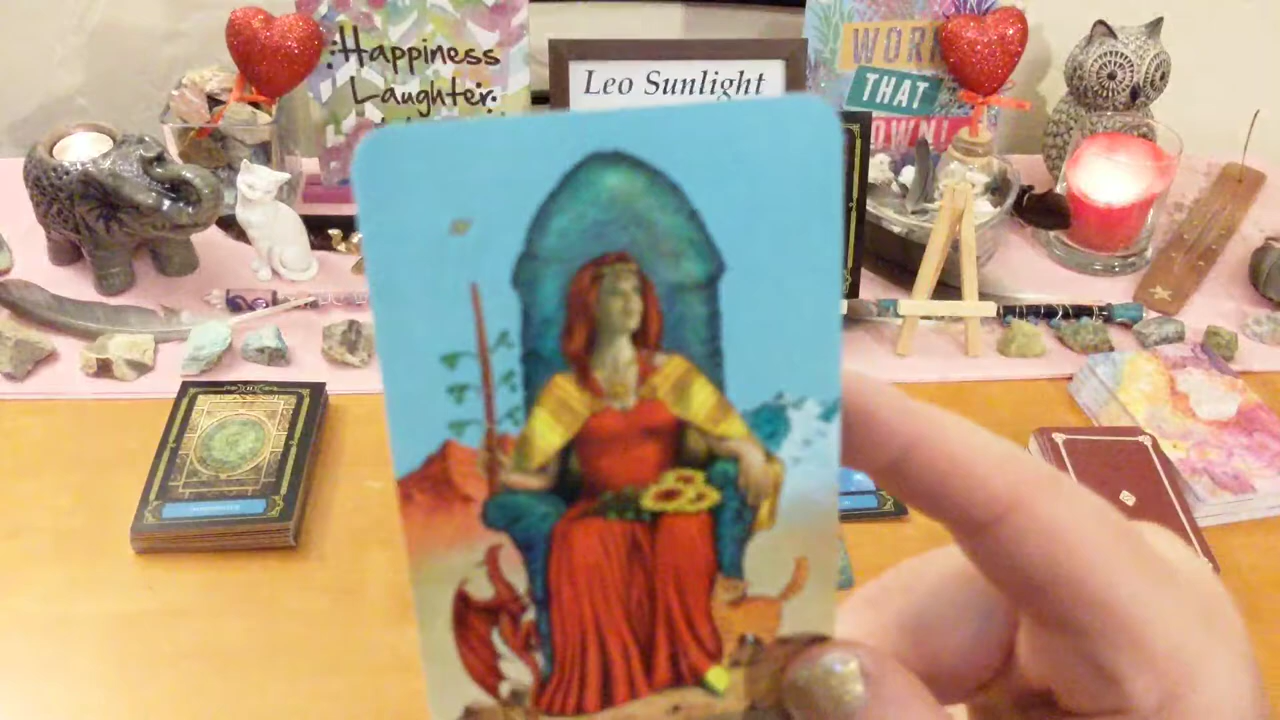 Happiness
Laughter.
Leo Sunlight
WORK
THAT
OWN!